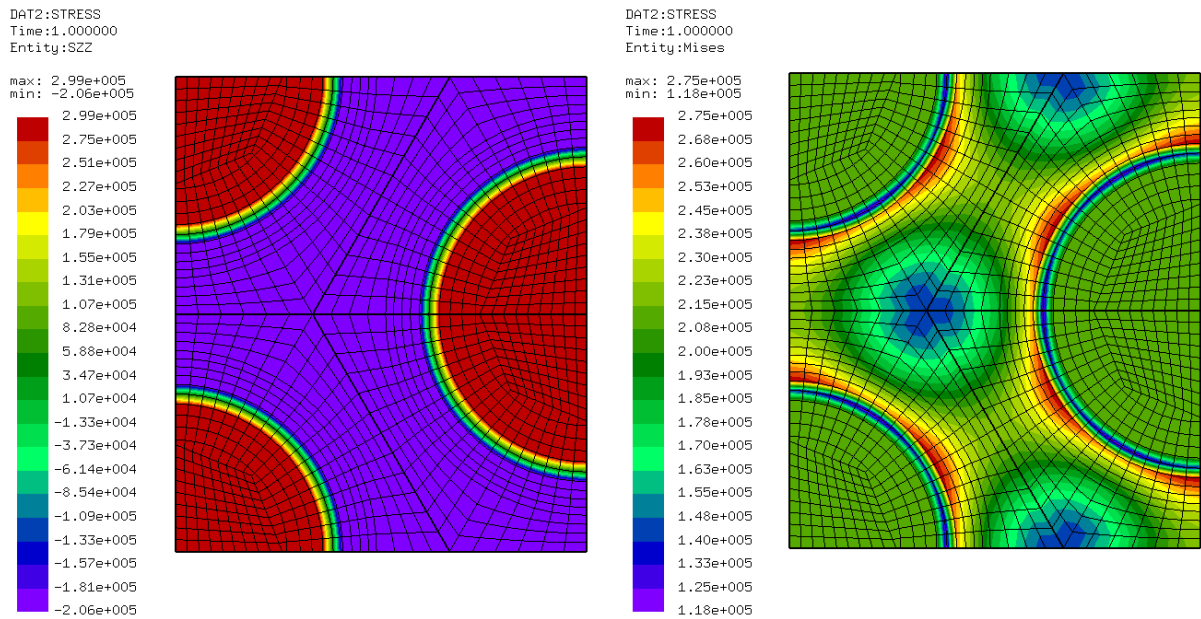 DAT2:STRESS
Time:1.000000
Entity:SZZ
max: 2.99e+005
min: -2.06e+005
2.99e+005
2.75e+005
2.51e+005
2.27e+005
2.03e+005
1.79e+005
1.55e+005
1.31e+005
1.07e+005
8.28e+004
5.88e+004
3.47e+004
1.07e+004
-1.33e+004
-3.73e+004
-6.14e+004
-8.54e+004
-1.09e+005
-1.33e+005
-1.57e+005
-1.81e+005
-2.06e+005
DAT2:STRESS
Time:1.000000
Entity:Mises
max: 2.75e+005
min: 1.18e+005
2.75e+005
2.68e+005
2.60e+005
2.53e+005
2.45e+005
2.38e+005
2.30e+005
2.23e+005
2.15e+005
2.08e+005
2.00e+005
1.93e+005
1.85e+005
1.78e+005
1.70e+005
1.63e+005
1.55e+005
1.48e+005
1.40e+005
1.33e+005
1.25e+005
1.18e+005